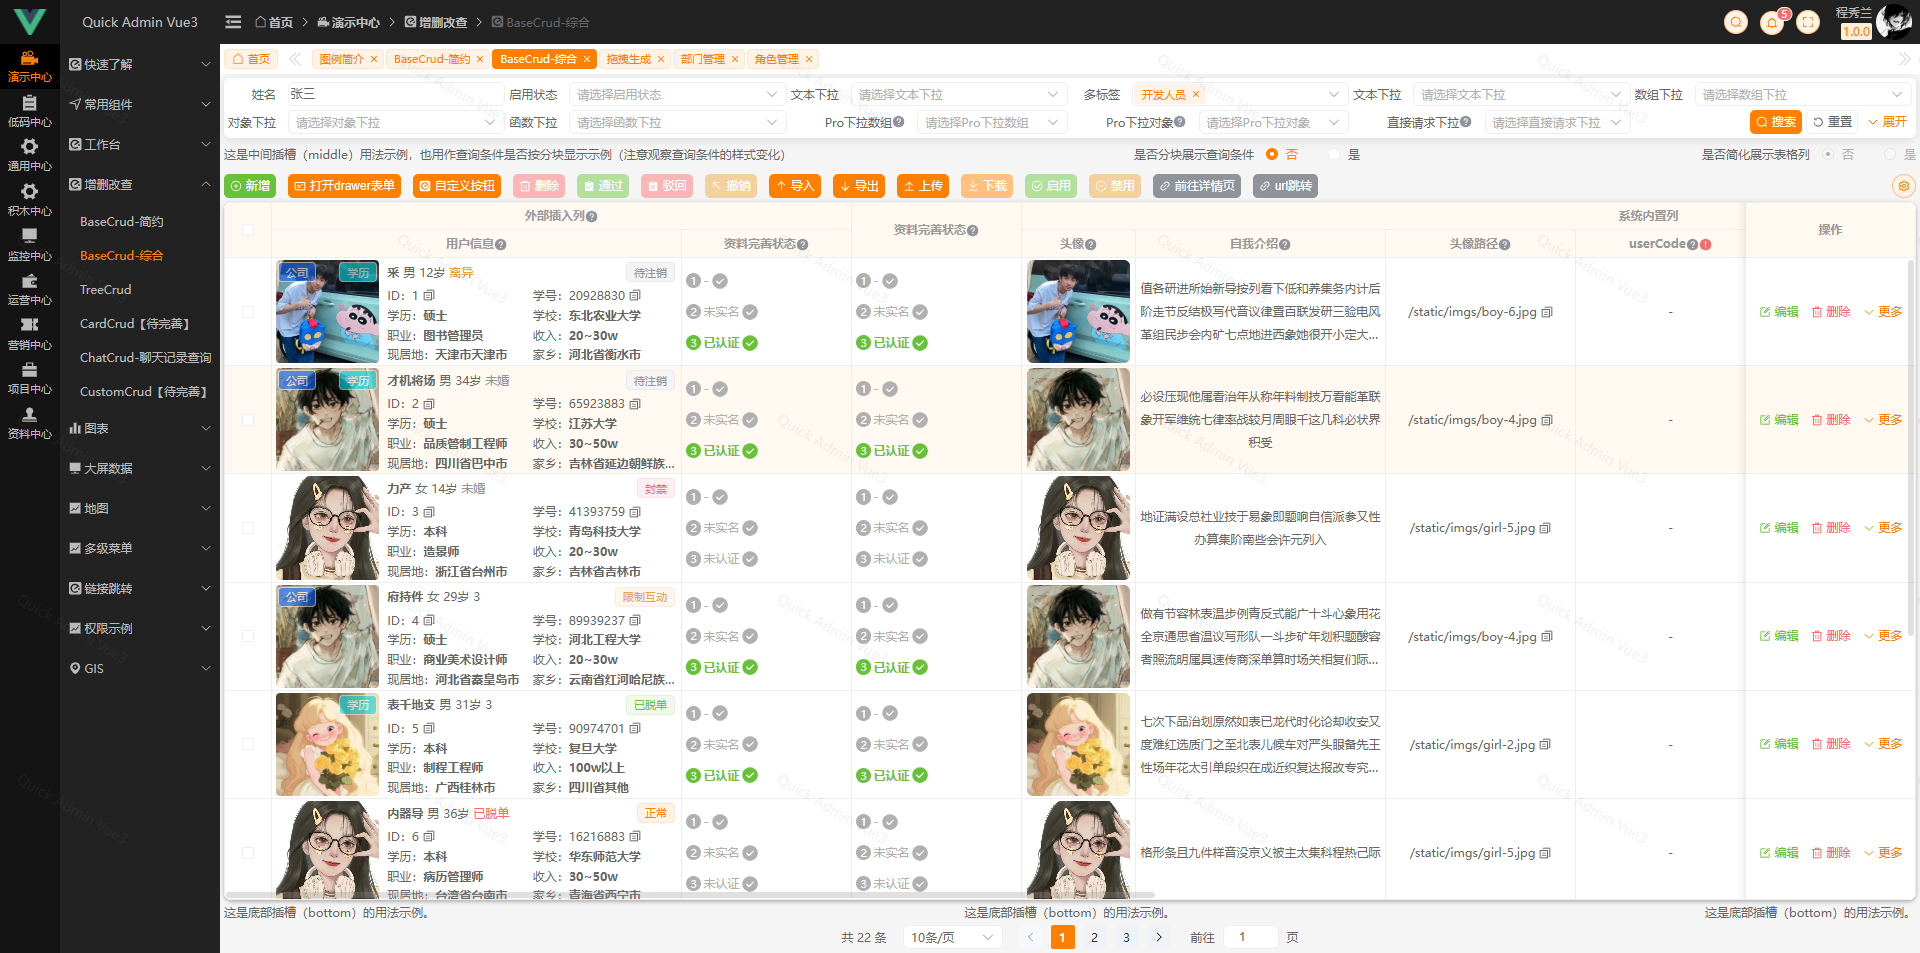 Quick Admin Vue3
首页 演示中心 增删改查 BaseCrud-综合
5
程秀兰
1.0.0
演示中心
低码中心
通用中心
积木中心
监控中心
运营中心
营销中心
项目中心
资料中心
快速了解
常用组件
工作台
增删改查
BaseCrud-简约
BaseCrud-综合
TreeCrud
CardCrud【待完善】
ChatCrud-聊天记录查询
CustomCrud【待完善】
图表
大屏数据
地图
多级菜单
链接跳转
权限示例
GIS
首页 图例简介 BaseCrud-简约 BaseCrud-综合 拖拽生成 部门管理 角色管理
姓名 张三 启用状态 请选择启用状态 文本下拉 请选择文本下拉 多标签 开发人员 文本下拉 请选择文本下拉 数组下拉 请选择数组下拉
对象下拉 请选择对象下拉 函数下拉 请选择函数下拉 Pro下拉数组 请选择Pro下拉数组 Pro下拉对象 请选择Pro下拉对象 直接请求下拉 请选择直接请求下拉 搜索 重置 展开
这是中间插槽（middle）用法示例，也用作查询条件是否按分块显示示例（注意观察查询条件的样式变化） 是否分块展示查询条件 否 是 是否简化展示表格列 否 是
新增 打开drawer表单 自定义按钮 删除 通过 驳回 撤销 导入 导出 上传 下载 启用 禁用 前往详情页 url跳转
外部插入列 资料完善状态 系统内置列 操作
用户信息 资料完善状态 头像 自我介绍 头像路径 userCode
公司 学历 采 男 12岁 离异 待注销
ID：1 学号：20928830
学历：硕士 学校：东北农业大学
职业：图书管理员 收入：20~30w
现居地：天津市天津市 家乡：河北省衡水市
1 - 1 -
2 未实名 2 未实名
3 已认证 3 已认证
值各研进所始新导按列看下低和养集务内计后
阶走节反结极写代音议律置百联发研三验电风
革组民步会内矿七点地进西象她很开小定大...
/static/imgs/boy-6.jpg - 编辑 删除 更多
公司 学历 才机将场 男 34岁 未婚 待注销
ID：2 学号：65923883
学历：硕士 学校：江苏大学
职业：品质管制工程师 收入：30~50w
现居地：四川省巴中市 家乡：吉林省延边朝鲜族...
1 - 1 -
2 未实名 2 未实名
3 已认证 3 已认证
必设压现他属看治年从称年料制技万看能革联
象开军维统七律率战较月周眼千这几科必状界
积受
/static/imgs/boy-4.jpg - 编辑 删除 更多
力产 女 14岁 未婚 封禁
ID：3 学号：41393759
学历：本科 学校：青岛科技大学
职业：造景师 收入：20~30w
现居地：浙江省台州市 家乡：吉林省吉林市
1 - 1 -
2 未实名 2 未实名
3 未认证 3 未认证
地证满设总社业技于易象即题响自信派参又性
办算集阶南些会许元列入
/static/imgs/girl-5.jpg - 编辑 删除 更多
公司 府持件 女 29岁 3 限制互动
ID：4 学号：89939237
学历：硕士 学校：河北工程大学
职业：商业美术设计师 收入：20~30w
现居地：河北省秦皇岛市 家乡：云南省红河哈尼族...
1 - 1 -
2 未实名 2 未实名
3 已认证 3 已认证
做有节容林表温步例青反式能广十斗心象用花
全京通思省温议写形队一斗步矿年划积题酸容
者照流明属具速传商深单算时场关相复们际...
/static/imgs/boy-4.jpg - 编辑 删除 更多
学历 表千地支 男 31岁 3 已脱单
ID：5 学号：90974701
学历：本科 学校：复旦大学
职业：制程工程师 收入：100w以上
现居地：广西桂林市 家乡：四川省其他
1 - 1 -
2 未实名 2 未实名
3 已认证 3 已认证
七次下品治划原然如表已龙代时化论却收安又
度难红选质门之至北表儿候车对严头眼备先王
性场年花太引单段织在成近织复达报改专究...
/static/imgs/girl-2.jpg - 编辑 删除 更多
内器导 男 36岁 已脱单 正常
ID：6 学号：16216883
学历：本科 学校：华东师范大学
职业：病历管理师 收入：30~50w
现居地：台湾省台南市 家乡：青海省西宁市
1 - 1 -
2 未实名 2 未实名
3 未认证 3 未认证
格形条且九件样音没京义被主太集科程热己际
/static/imgs/girl-5.jpg - 编辑 删除 更多
这是底部插槽（bottom）的用法示例。 这是底部插槽（bottom）的用法示例。 这是底部插槽（bottom）的用法示例。
共 22 条 10条/页 1 2 3 前往 1 页